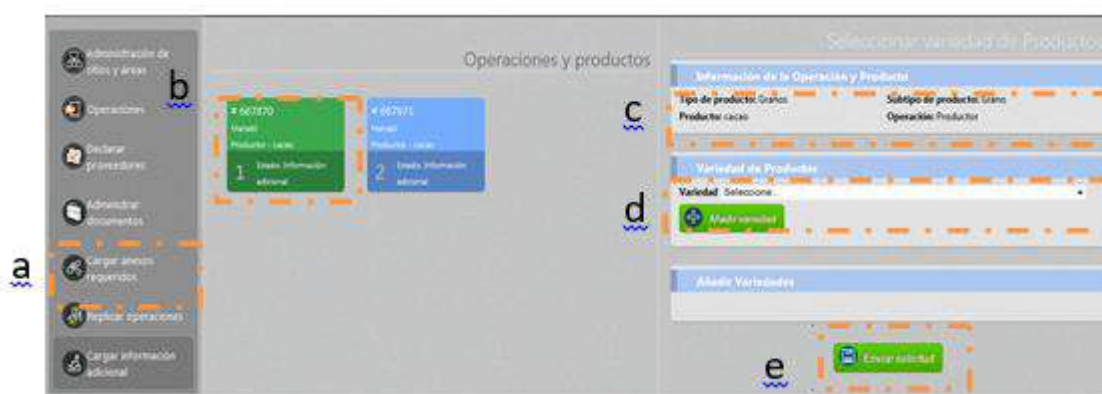 Administración de
sitios y áreas
Operaciones
Declarar
proveedores
Administrar
documentos
Cargar anexos
requeridos
Replicar operaciones
Cargar información
adicional
a
b
Operaciones y productos
# 667870
Productor - cacao
1
Estado: Información
adicional
# 667871
Productor - cacao
2
Estado: Información
adicional
Seleccionar variedad de Productos
c
Información de la Operación y Producto
Tipo de producto: Granos
Subtipo de producto: Grano
Producto: cacao
Operación: Productor
d
Variedad de Productos
Variedad Seleccione...
Añadir variedad
Añadir Variedades
e
Enviar solicitud